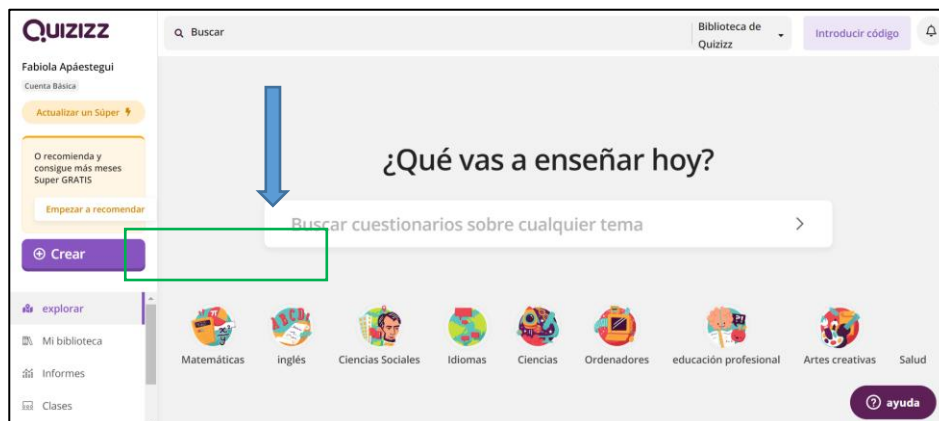 QUIZIZZ
Buscar
Biblioteca de
Quizizz
Introducir código
Fabiola Apáestegui
Cuenta Básica
Actualizar un Súper
O recomienda y
consigue más meses
Super GRATIS
Empezar a recomendar
Crear
explorar
Mi biblioteca
Informes
Clases
¿Qué vas a enseñar hoy?
Buscar cuestionarios sobre cualquier tema
Matemáticas
inglés
Ciencias Sociales
Idiomas
Ciencias
Ordenadores
educación profesional
Artes creativas
Salud
ayuda